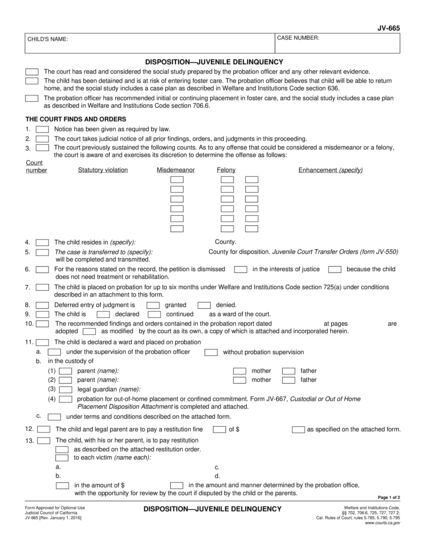 JV-665
CHILD'S NAME:
CASE NUMBER:
DISPOSITION—JUVENILE DELINQUENCY
The court has read and considered the social study prepared by the probation officer and any other relevant evidence.
The child has been detained and is at risk of entering foster care. The probation officer believes that child will be able to return
home, and the social study includes a case plan as described in Welfare and Institutions Code section 636.
The probation officer has recommended initial or continuing placement in foster care, and the social study includes a case plan
as described in Welfare and Institutions Code section 706.6.
THE COURT FINDS AND ORDERS
1. Notice has been given as required by law.
2. The court takes judicial notice of all prior findings, orders, and judgments in this proceeding.
3. The court previously sustained the following counts. As to any offense that could be considered a misdemeanor or a felony,
the court is aware of and exercises its discretion to determine the offense as follows:
Count
number Statutory violation Misdemeanor Felony Enhancement (specify)
4. The child resides in (specify): County.
5. The case is transferred to (specify): County for disposition. Juvenile Court Transfer Orders (form JV-550)
will be completed and transmitted.
6. For the reasons stated on the record, the petition is dismissed in the interests of justice because the child
does not need treatment or rehabilitation.
7. The child is placed on probation for up to six months under Welfare and Institutions Code section 725(a) under conditions
described in an attachment to this form.
8. Deferred entry of judgment is granted denied.
9. The child is declared continued as a ward of the court.
10. The recommended findings and orders contained in the probation report dated at pages are
adopted as modified by the court as its own, a copy of which is attached and incorporated herein.
11. The child is declared a ward and placed on probation
a. under the supervision of the probation officer without probation supervision
b. in the custody of
(1) parent (name): mother father
(2) parent (name): mother father
(3) legal guardian (name):
(4) probation for out-of-home placement or confined commitment. Form JV-667, Custodial or Out of Home
Placement Disposition Attachment is completed and attached.
c. under terms and conditions described on the attached form.
12. The child and legal parent are to pay a restitution fine of $ as specified on the attached form.
13. The child, with his or her parent, is to pay restitution
as described on the attached restitution order.
to each victim (name each):
a. c.
b. d.
in the amount of $ in the amount and manner determined by the probation office,
with the opportunity for review by the court if disputed by the child or the parents.
Page 1 of 2
Form Approved for Optional Use
Judicial Council of California
JV-665 [Rev. January 1, 2016]
DISPOSITION—JUVENILE DELINQUENCY
Welfare and Institutions Code,
§§ 702, 706.6, 725, 727, 727.2;
Cal. Rules of Court, rules 5.785, 5.790, 5.795
www.courts.ca.gov